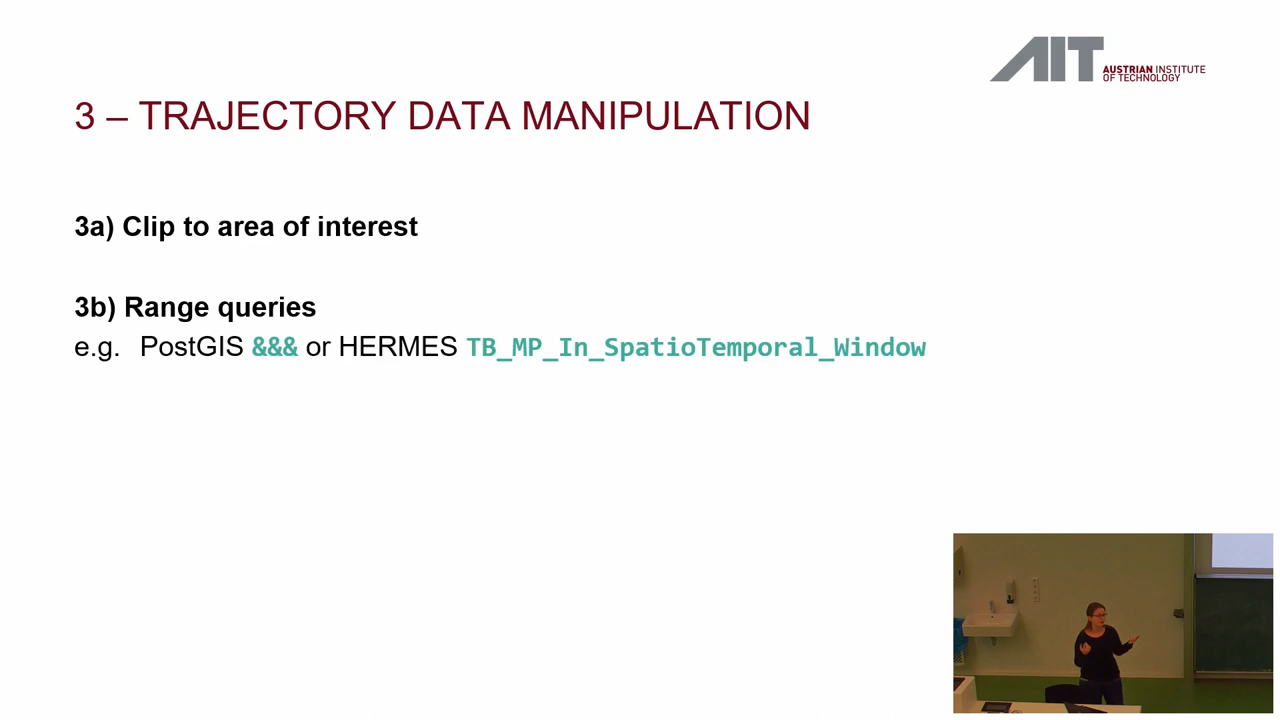 AIT
AUSTRIAN INSTITUTE
OF TECHNOLOGY
3 – TRAJECTORY DATA MANIPULATION
3a) Clip to area of interest
3b) Range queries
e.g. PostGIS &&& or HERMES TB_MP_In_SpatioTemporal_Window